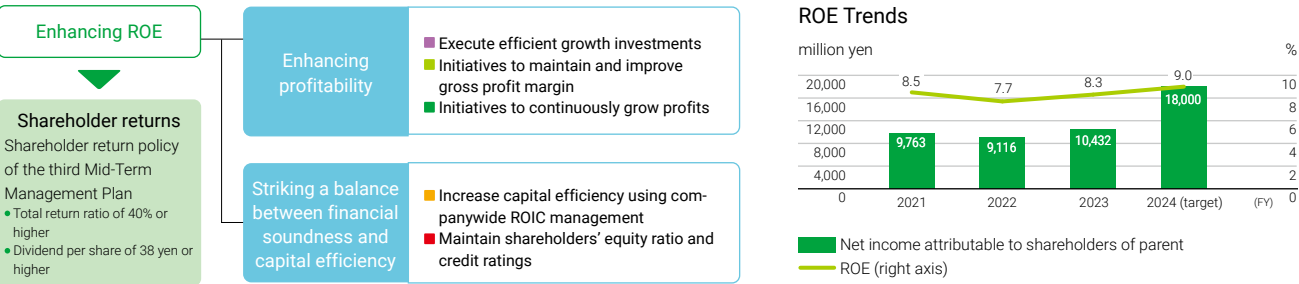 Enhancing ROE
Shareholder returns
Shareholder return policy
of the third Mid-Term
Management Plan
• Total return ratio of 40% or
higher
• Dividend per share of 38 yen or
higher
Enhancing
profitability
■ Execute efficient growth investments
■ Initiatives to maintain and improve
gross profit margin
■ Initiatives to continuously grow profits
Striking a balance
between financial
soundness and
capital efficiency
■ Increase capital efficiency using com-
panywide ROIC management
■ Maintain shareholders’ equity ratio and
credit ratings
ROE Trends
million yen
%
20,000
16,000
12,000
8,000
4,000
0
8.5
7.7
8.3
9.0
9,763
9,116
10,432
18,000
10
8
6
4
2
0
2021
2022
2023
2024 (target)
(FY)
Net income attributable to shareholders of parent
ROE (right axis)